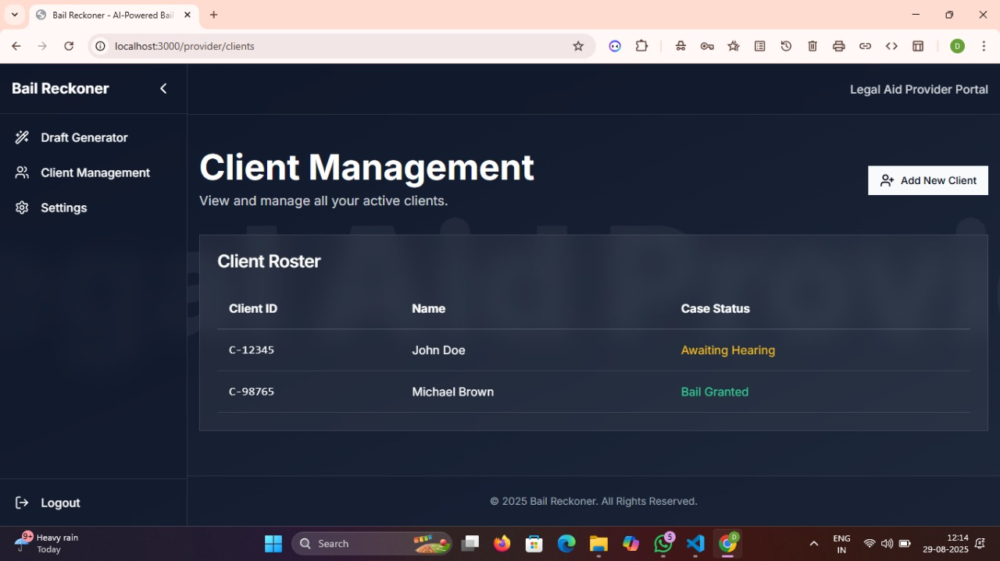 Bail Reckoner - AI-Powered Bail
localhost:3000/provider/clients
D
Bail Reckoner
Legal Aid Provider Portal
Draft Generator
Client Management
Settings
Client Management
View and manage all your active clients.
Add New Client
Client Roster
Client ID Name Case Status
C-12345 John Doe Awaiting Hearing
C-98765 Michael Brown Bail Granted
Logout
© 2025 Bail Reckoner. All Rights Reserved.
9+
Heavy rain
Today
Search
5
D
ENG
IN
12:14
29-08-2025